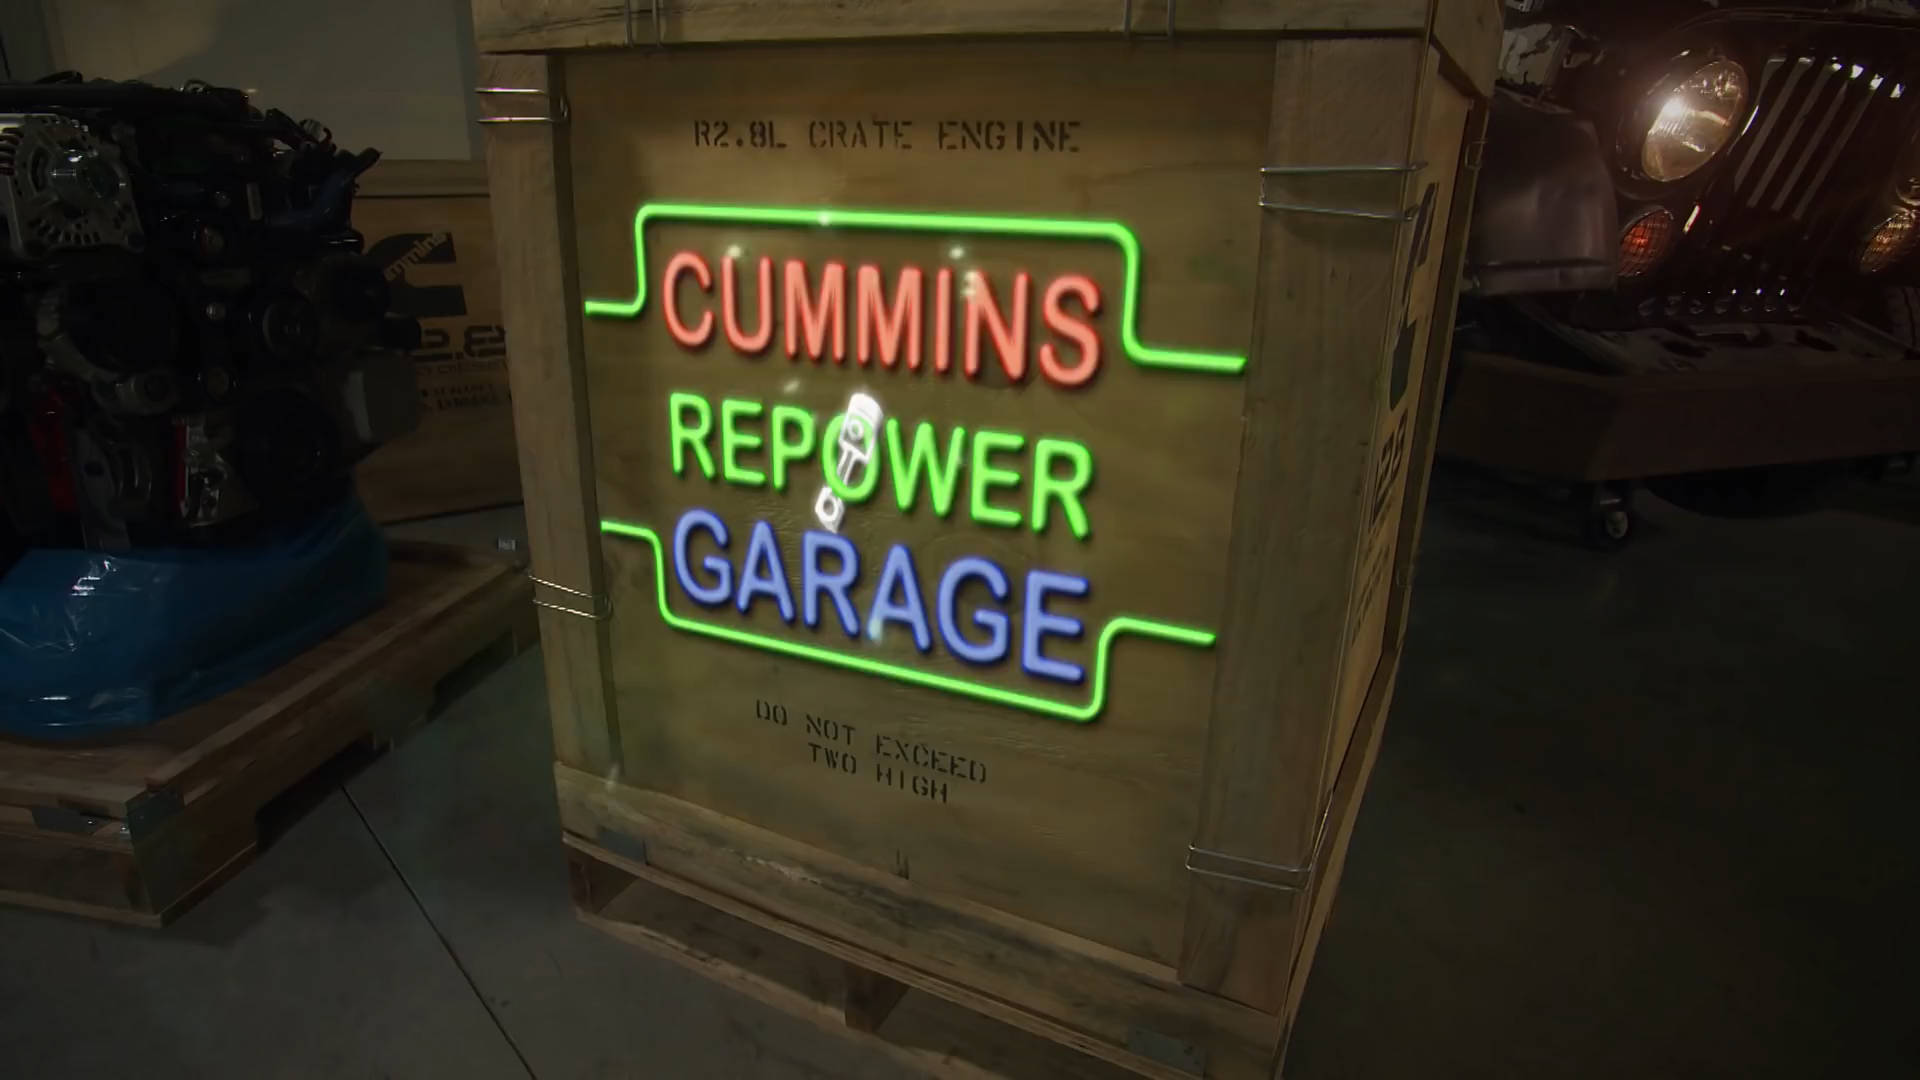 R2.8L CRATE ENGINE
CUMMINS
REPOWER
GARAGE
DO NOT EXCEED
TWO HIGH